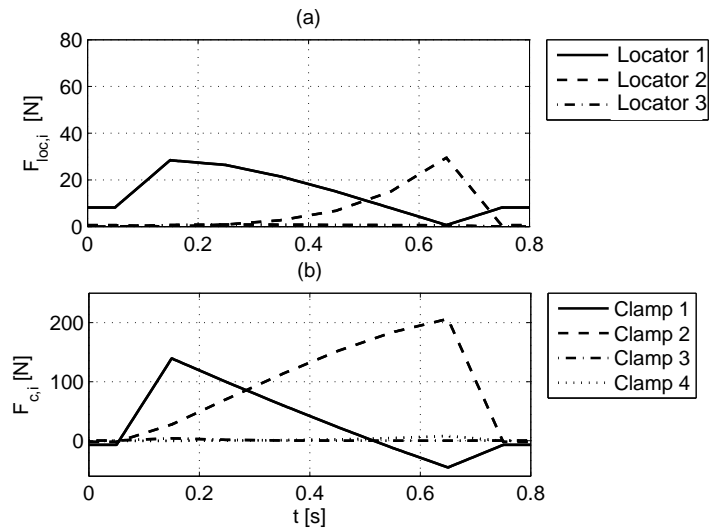 (a)
80
60
40
20
0
F_loc,i [N]
0 0.2 0.4 0.6 0.8
Locator 1
Locator 2
Locator 3
(b)
200
100
0
F_c,i [N]
0 0.2 0.4 0.6 0.8
t [s]
Clamp 1
Clamp 2
Clamp 3
Clamp 4